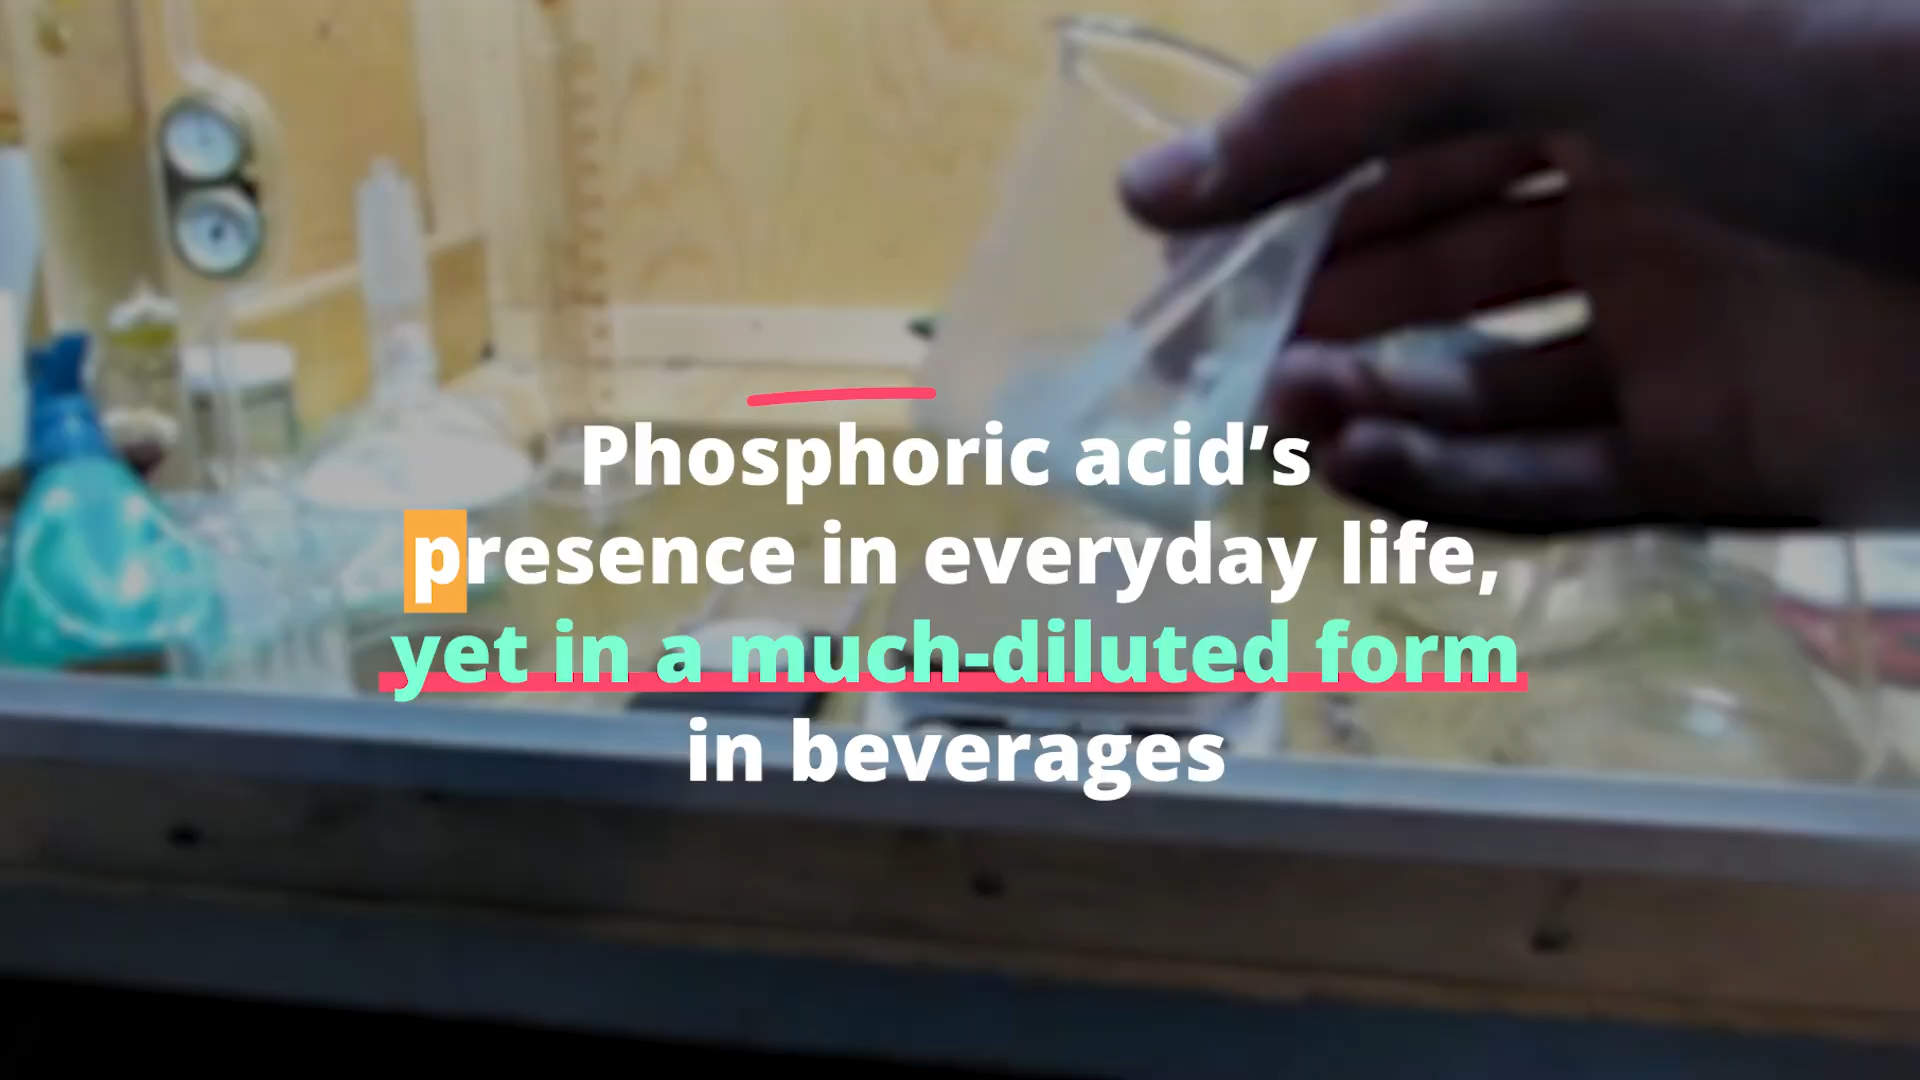 Phosphoric acid’s
presence in everyday life,
yet in a much-diluted form
in beverages